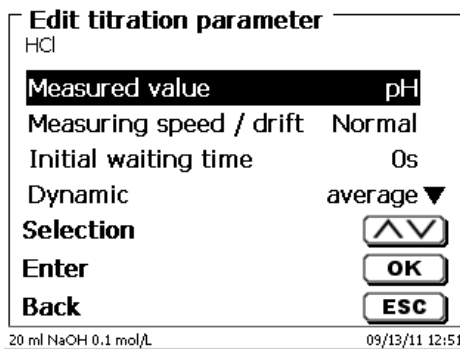 Edit titration parameter
HCl
Measured value pH
Measuring speed / drift Normal
Initial waiting time 0s
Dynamic average
Selection
Enter OK
Back ESC
20 ml NaOH 0.1 mol/L 09/13/11 12:51